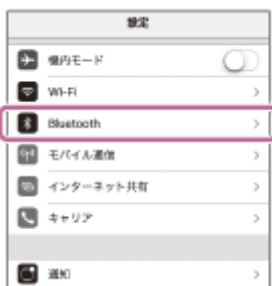 設定
機内モード
Wi-Fi
Bluetooth
モバイル通信
インターネット共有
キャリア
通知